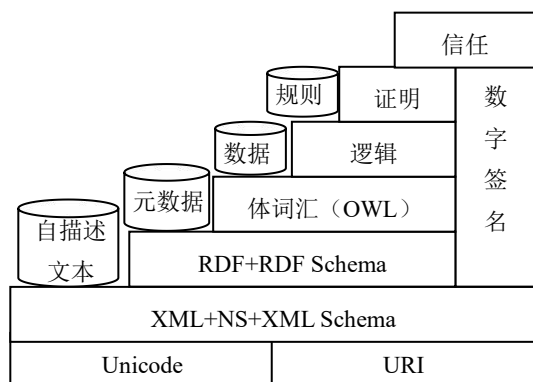 信任
规则
证明
数字签名
数据
逻辑
元数据
体词汇（OWL）
自描述
文本
RDF+RDF Schema
XML+NS+XML Schema
Unicode
URI